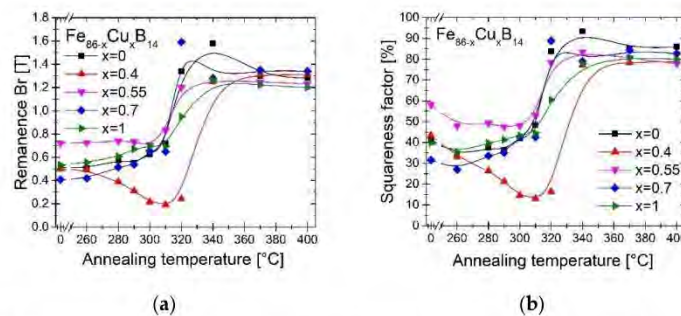 Fe86-xCuxB14
1.8
1.6
1.4
1.2
1.0
0.8
0.6
0.4
0.2
0.0
Remanence Br [T]
x=0
x=0.4
x=0.55
x=0.7
x=1
0 260 280 300 320 340 360 380 400
Annealing temperature [°C]
(a)
Fe86-xCuxB14
100
90
80
70
60
50
40
30
20
10
0
Squareness factor [%]
x=0
x=0.4
x=0.55
x=0.7
x=1
0 260 280 300 320 340 360 380 400
Annealing temperature [°C]
(b)